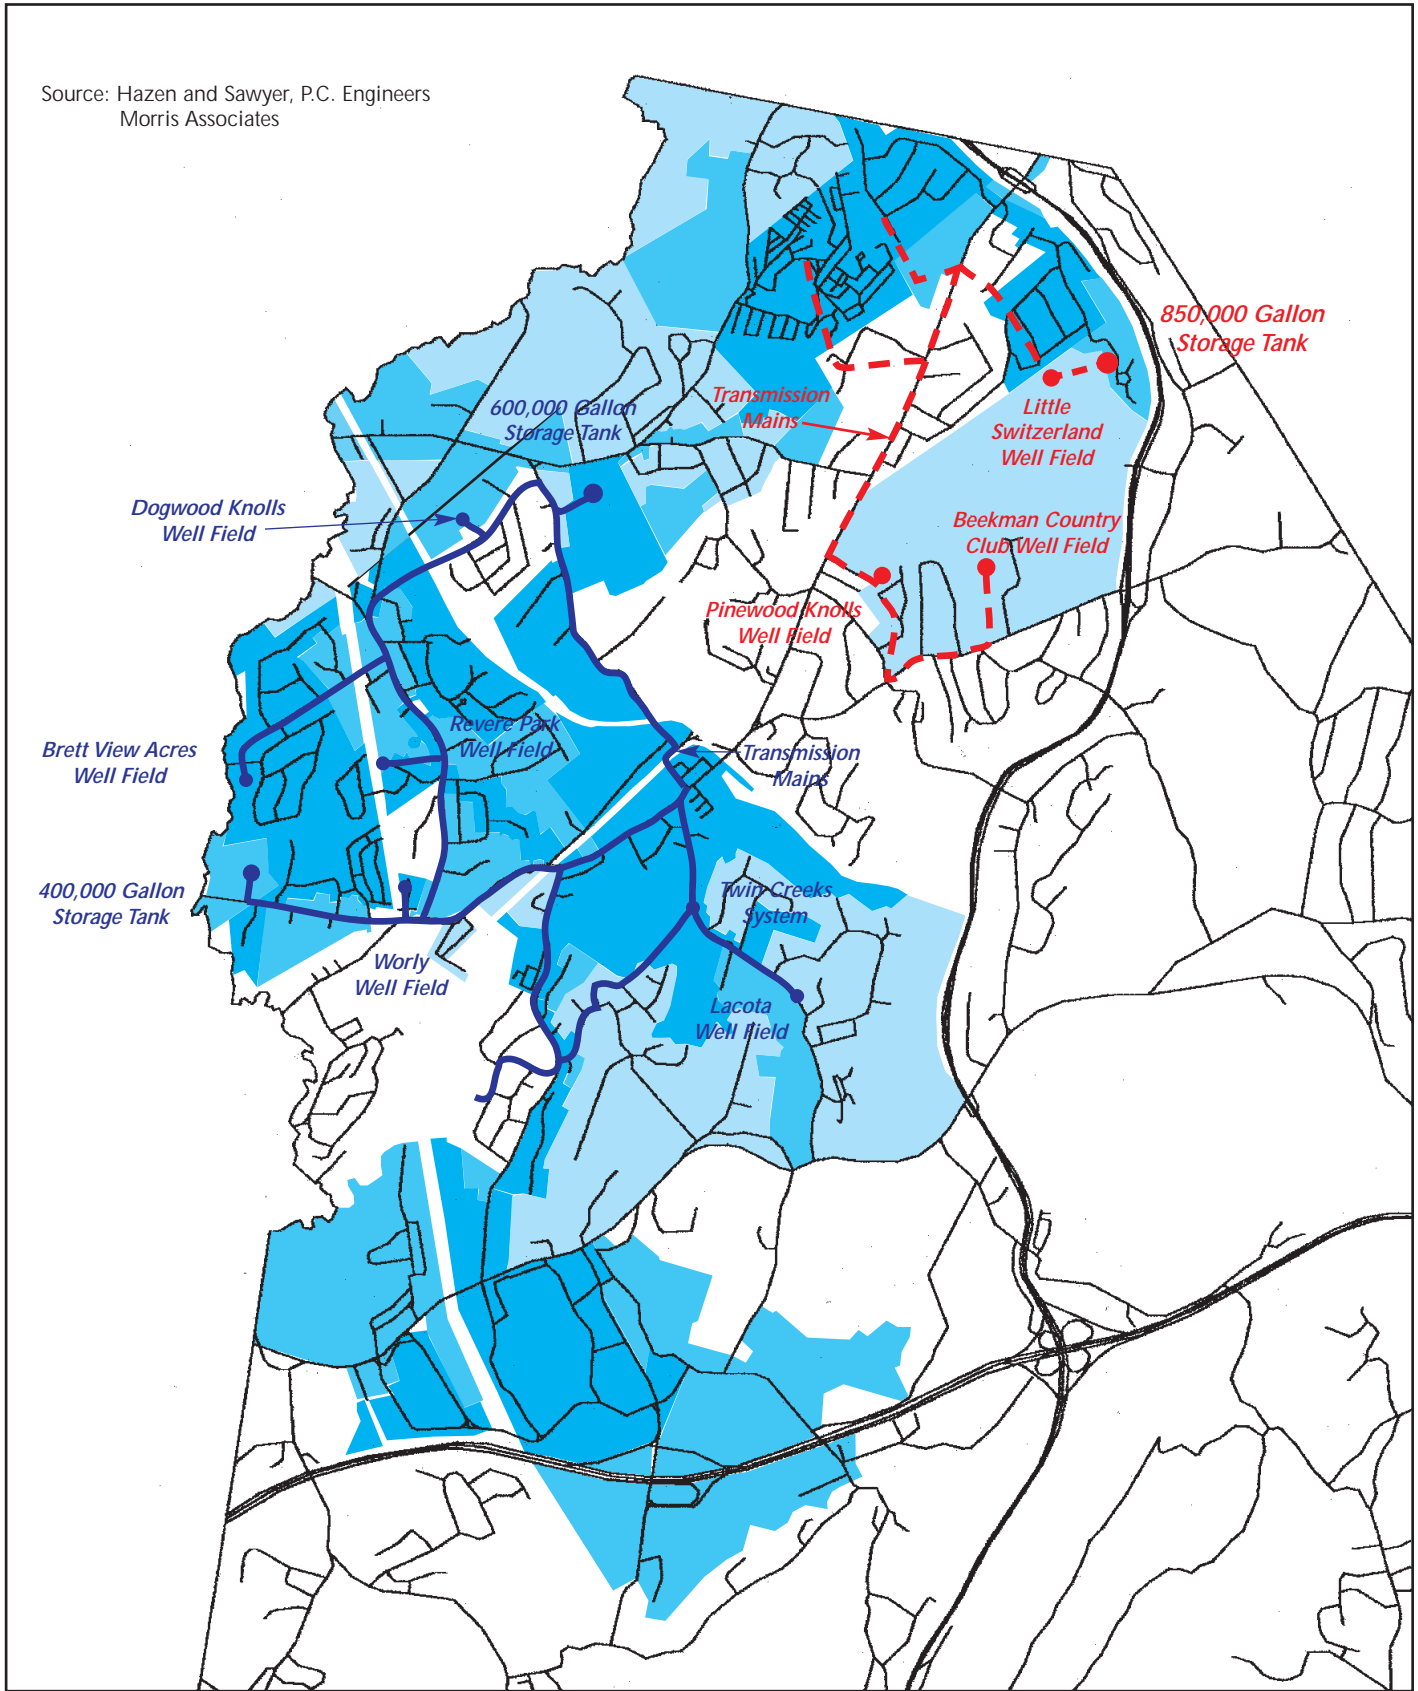 Source: Hazen and Sawyer, P.C. Engineers
Morris Associates
850,000 Gallon
Storage Tank
Transmission
Mains
Little
Switzerland
Well Field
600,000 Gallon
Storage Tank
Dogwood Knolls
Well Field
Beekman Country
Club Well Field
Pinewood Knolls
Well Field
Revere Park
Well Field
Brett View Acres
Well Field
Transmission
Mains
400,000 Gallon
Storage Tank
Twin Creeks
System
Worly
Well Field
Lacota
Well Field